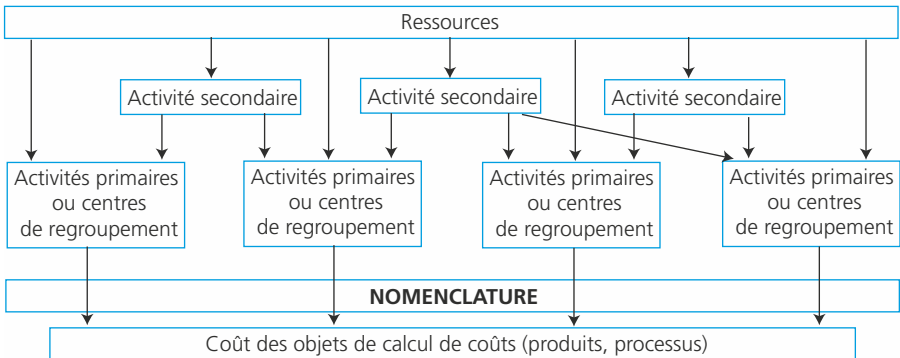 Ressources
Activité secondaire
Activité secondaire
Activité secondaire
Activités primaires
ou centres
de regroupement
Activités primaires
ou centres
de regroupement
Activités primaires
ou centres
de regroupement
Activités primaires
ou centres
de regroupement
NOMENCLATURE
Coût des objets de calcul de coûts (produits, processus)